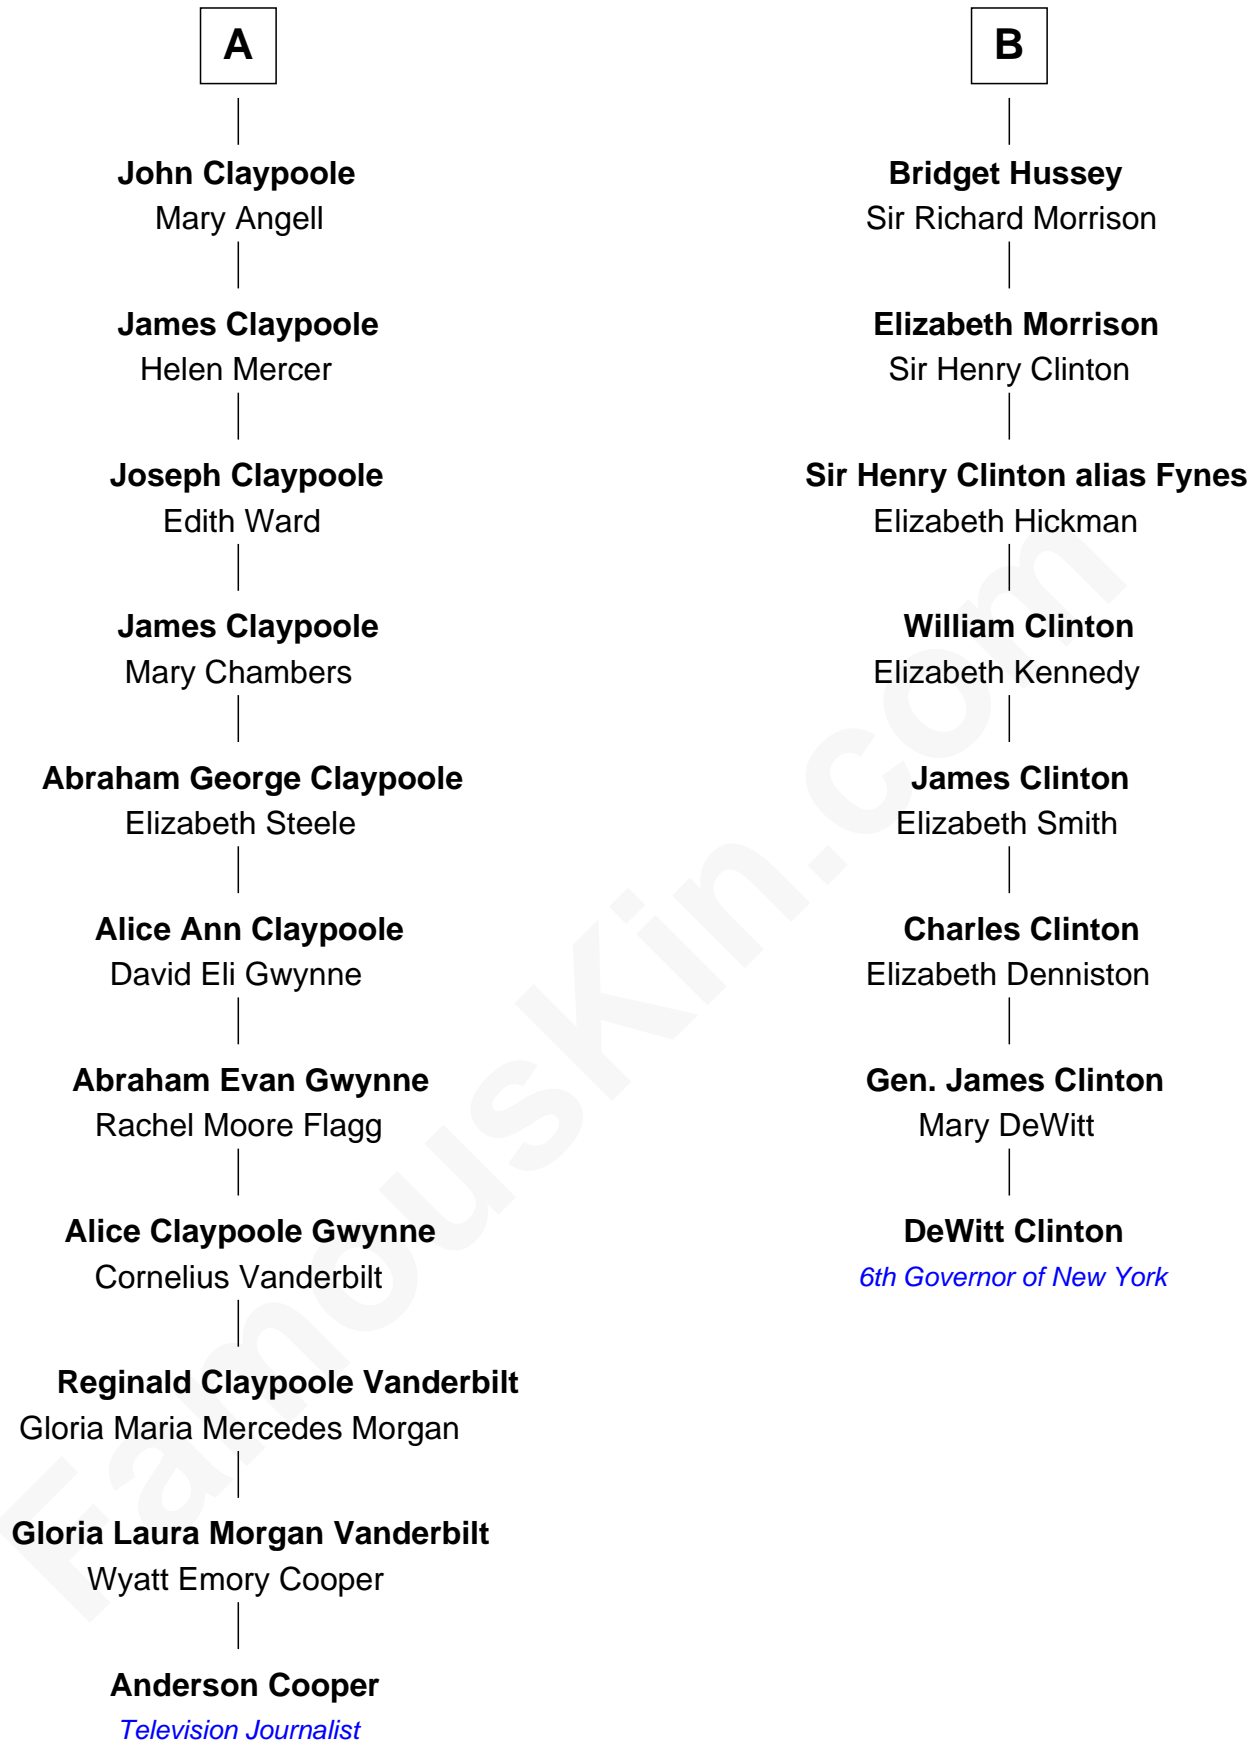 A
John Claypoole
Mary Angell
James Claypoole
Helen Mercer
Joseph Claypoole
Edith Ward
James Claypoole
Mary Chambers
Abraham George Claypoole
Elizabeth Steele
Alice Ann Claypoole
David Eli Gwynne
Abraham Evan Gwynne
Rachel Moore Flagg
Alice Claypoole Gwynne
Cornelius Vanderbilt
Reginald Claypoole Vanderbilt
Gloria Maria Mercedes Morgan
Gloria Laura Morgan Vanderbilt
Wyatt Emory Cooper
Anderson Cooper
Television Journalist
B
Bridget Hussey
Sir Richard Morrison
Elizabeth Morrison
Sir Henry Clinton
Sir Henry Clinton alias Fynes
Elizabeth Hickman
William Clinton
Elizabeth Kennedy
James Clinton
Elizabeth Smith
Charles Clinton
Elizabeth Denniston
Gen. James Clinton
Mary DeWitt
DeWitt Clinton
6th Governor of New York
FamousKin.com